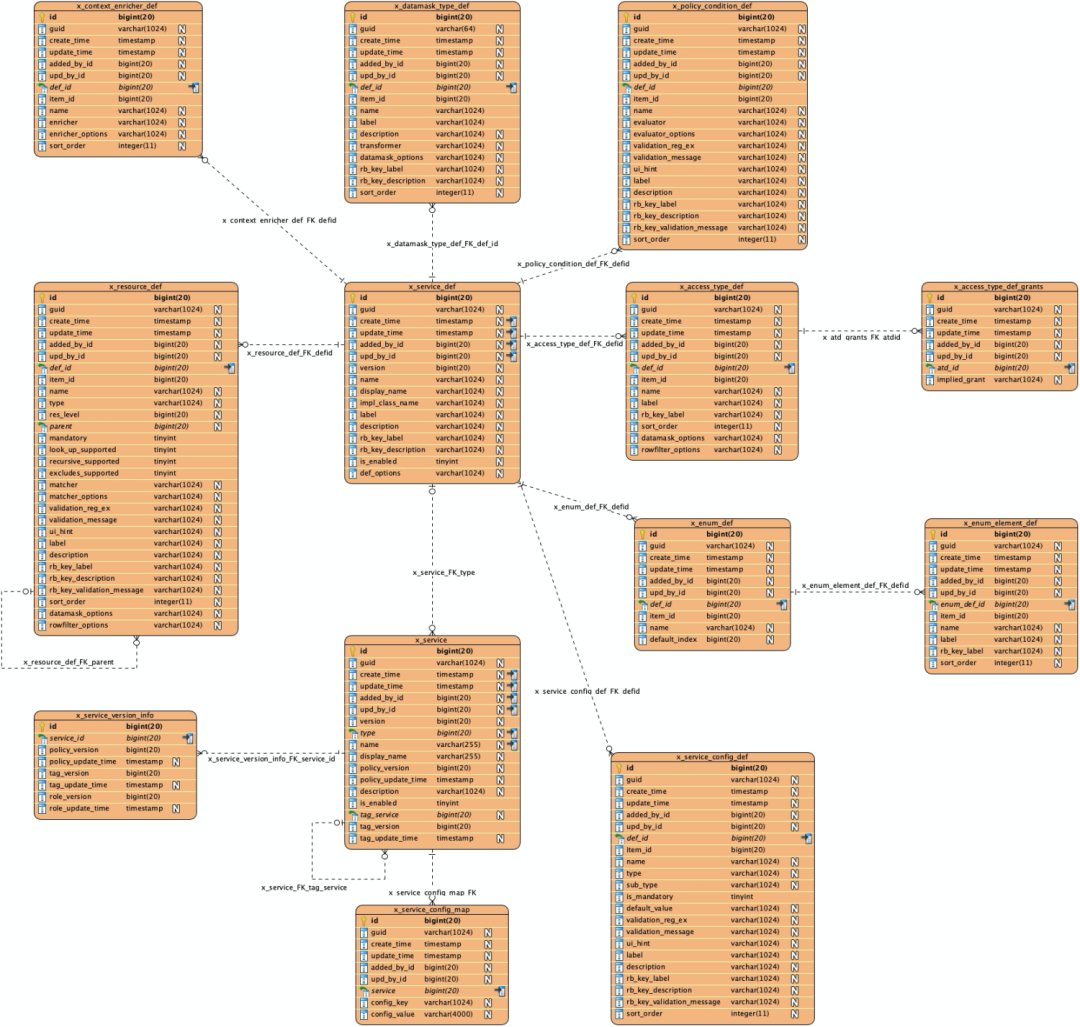 x_context_enricher_def
id bigint(20)
guid varchar(1024) N
create_time timestamp N
update_time timestamp N
added_by_id bigint(20) N
upd_by_id bigint(20) N
def_id bigint(20)
item_id bigint(20)
name varchar(1024) N
enricher varchar(1024) N
enricher_options varchar(1024) N
sort_order integer(11) N
x_datamask_type_def
id bigint(20)
guid varchar(64) N
create_time timestamp N
update_time timestamp N
added_by_id bigint(20) N
upd_by_id bigint(20) N
def_id bigint(20)
item_id bigint(20)
name varchar(1024)
label varchar(1024)
description varchar(1024) N
transformer varchar(1024) N
datamask_options varchar(1024) N
rb_key_label varchar(1024) N
rb_key_description varchar(1024) N
sort_order integer(11) N
x_policy_condition_def
id bigint(20)
guid varchar(1024) N
create_time timestamp N
update_time timestamp N
added_by_id bigint(20) N
upd_by_id bigint(20) N
def_id bigint(20)
item_id bigint(20)
name varchar(1024) N
evaluator varchar(1024) N
evaluator_options varchar(1024) N
validation_reg_ex varchar(1024) N
validation_message varchar(1024) N
ui_hint varchar(1024) N
label varchar(1024) N
description varchar(1024) N
rb_key_label varchar(1024) N
rb_key_description varchar(1024) N
rb_key_validation_message varchar(1024) N
sort_order integer(11) N
x_context_enricher_def_FK_defid
x_datamask_type_def_FK_def_id
x_policy_condition_def_FK_defid
x_resource_def
id bigint(20)
guid varchar(1024) N
create_time timestamp N
update_time timestamp N
added_by_id bigint(20) N
upd_by_id bigint(20) N
def_id bigint(20)
item_id bigint(20)
name varchar(1024) N
type varchar(1024) N
res_level bigint(20) N
parent bigint(20) N
mandatory tinyint
look_up_supported tinyint
recursive_supported tinyint
excludes_supported tinyint
matcher varchar(1024) N
matcher_options varchar(1024) N
validation_reg_ex varchar(1024) N
validation_message varchar(1024) N
ui_hint varchar(1024) N
label varchar(1024) N
description varchar(1024) N
rb_key_label varchar(1024) N
rb_key_description varchar(1024) N
rb_key_validation_message varchar(1024) N
sort_order integer(11) N
datamask_options varchar(1024) N
rowfilter_options varchar(1024) N
x_resource_def_FK_defid
x_resource_def_FK_parent
x_service_def
id bigint(20)
guid varchar(1024) N
create_time timestamp N
update_time timestamp N
added_by_id bigint(20) N
upd_by_id bigint(20) N
version bigint(20) N
name varchar(1024) N
display_name varchar(1024) N
impl_class_name varchar(1024) N
label varchar(1024) N
description varchar(1024) N
rb_key_label varchar(1024) N
rb_key_description varchar(1024) N
is_enabled tinyint N
def_options varchar(1024) N
x_access_type_def_FK_defid
x_access_type_def
id bigint(20)
guid varchar(1024) N
create_time timestamp N
update_time timestamp N
added_by_id bigint(20) N
upd_by_id bigint(20) N
def_id bigint(20)
item_id bigint(20)
name varchar(1024) N
label varchar(1024) N
rb_key_label varchar(1024) N
sort_order integer(11) N
datamask_options varchar(1024) N
rowfilter_options varchar(1024) N
x_atd_grants_FK_atdid
x_access_type_def_grants
id bigint(20)
guid varchar(1024) N
create_time timestamp N
update_time timestamp N
added_by_id bigint(20) N
upd_by_id bigint(20) N
atd_id bigint(20)
implied_grant varchar(1024) N
x_enum_def_FK_defid
x_enum_def
id bigint(20)
guid varchar(1024) N
create_time timestamp N
update_time timestamp N
added_by_id bigint(20) N
upd_by_id bigint(20) N
def_id bigint(20)
item_id bigint(20)
name varchar(1024) N
default_index bigint(20) N
x_enum_element_def_FK_defid
x_enum_element_def
id bigint(20)
guid varchar(1024) N
create_time timestamp N
update_time timestamp N
added_by_id bigint(20) N
upd_by_id bigint(20) N
enum_def_id bigint(20)
item_id bigint(20)
name varchar(1024) N
label varchar(1024) N
rb_key_label varchar(1024) N
sort_order integer(11) N
x_service_FK_type
x_service
id bigint(20)
guid varchar(1024) N
create_time timestamp N
update_time timestamp N
added_by_id bigint(20) N
upd_by_id bigint(20) N
version bigint(20) N
type bigint(20) N
name varchar(255) N
display_name varchar(255) N
policy_version bigint(20) N
policy_update_time timestamp N
description varchar(1024) N
is_enabled tinyint
tag_service bigint(20) N
tag_version bigint(20)
tag_update_time timestamp N
x_service_config_def_FK_defid
x_service_version_info
id bigint(20)
service_id bigint(20)
policy_version bigint(20)
policy_update_time timestamp N
tag_version bigint(20)
tag_update_time timestamp N
role_version bigint(20)
role_update_time timestamp N
x_service_version_info_FK_service_id
x_service_FK_tag_service
x_service_config_map_FK
x_service_config_map
id bigint(20)
guid varchar(1024) N
create_time timestamp N
update_time timestamp N
added_by_id bigint(20) N
upd_by_id bigint(20) N
service bigint(20)
config_key varchar(1024) N
config_value varchar(4000) N
x_service_config_def
id bigint(20)
guid varchar(1024) N
create_time timestamp N
update_time timestamp N
added_by_id bigint(20) N
upd_by_id bigint(20) N
def_id bigint(20)
item_id bigint(20)
name varchar(1024) N
type varchar(1024) N
sub_type varchar(1024) N
is_mandatory tinyint
default_value varchar(1024) N
validation_reg_ex varchar(1024) N
validation_message varchar(1024) N
ui_hint varchar(1024) N
label varchar(1024) N
description varchar(1024) N
rb_key_label varchar(1024) N
rb_key_description varchar(1024) N
rb_key_validation_message varchar(1024) N
sort_order integer(11) N